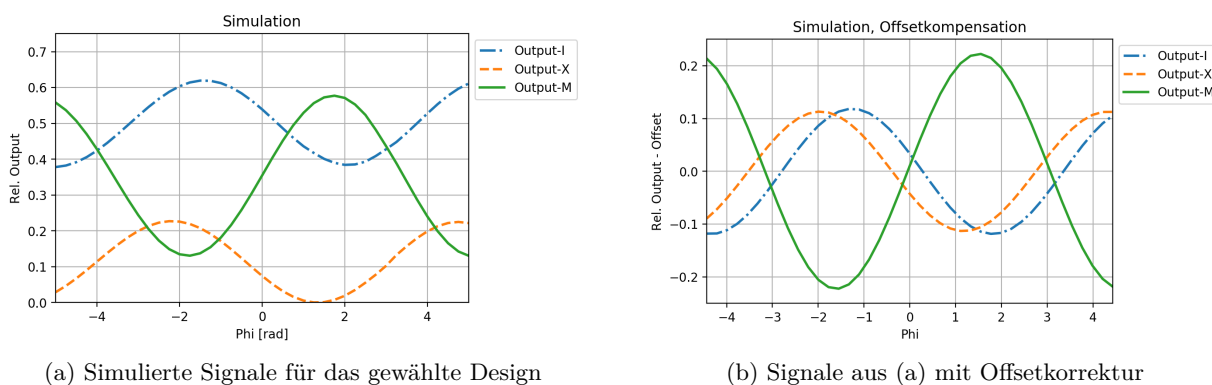 Simulation
Rel. Output
0.7
0.6
0.5
0.4
0.3
0.2
0.1
0.0
−4
−2
0
2
4
Phi [rad]
Output-I
Output-X
Output-M
(a) Simulierte Signale für das gewählte Design
Simulation, Offsetkompensation
Rel. Output - Offset
0.2
0.1
0.0
−0.1
−0.2
−4
−3
−2
−1
0
1
2
3
4
Phi
Output-I
Output-X
Output-M
(b) Signale aus (a) mit Offsetkorrektur